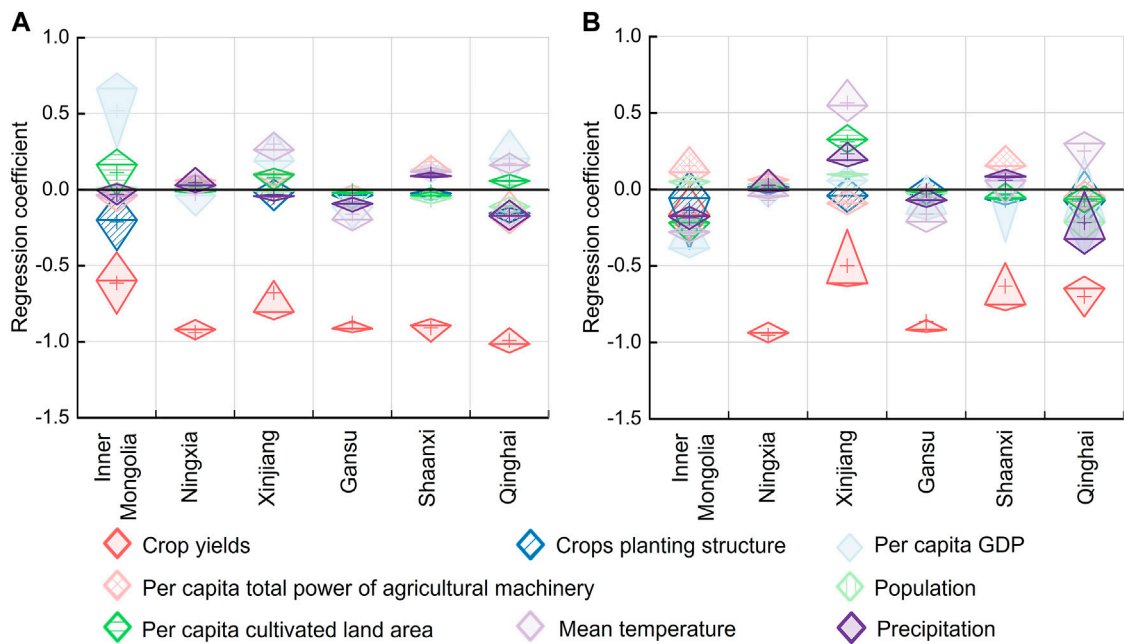 A
B
Regression coefficient
1.0
0.5
0.0
-0.5
-1.0
-1.5
Inner
Mongolia
Ningxia
Xinjiang
Gansu
Shaanxi
Qinghai
Regression coefficient
1.0
0.5
0.0
-0.5
-1.0
-1.5
Inner
Mongolia
Ningxia
Xinjiang
Gansu
Shaanxi
Qinghai
Crop yields
Crops planting structure
Per capita GDP
Per capita total power of agricultural machinery
Population
Per capita cultivated land area
Mean temperature
Precipitation